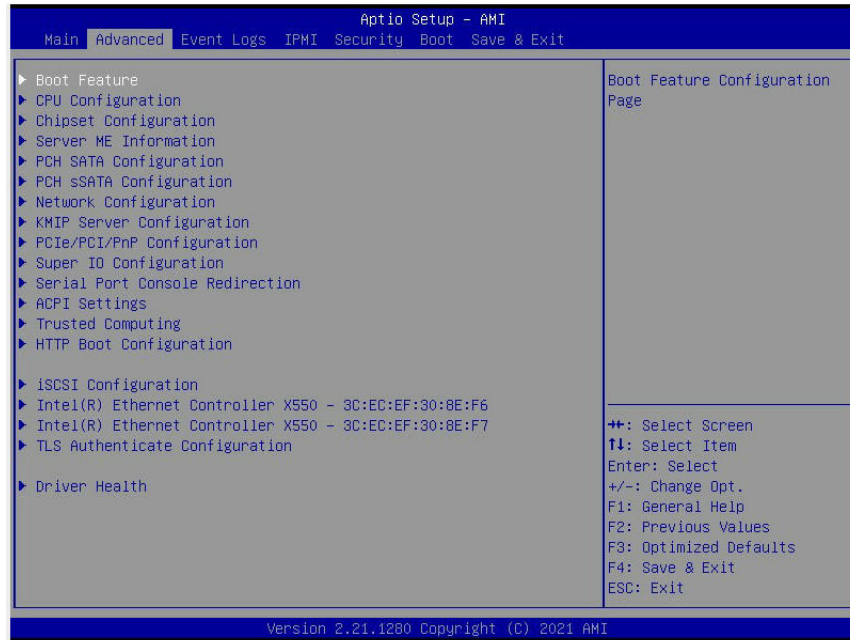 Aptio Setup – AMI
Main Advanced Event Logs IPMI Security Boot Save & Exit
▶ Boot Feature
▶ CPU Configuration
▶ Chipset Configuration
▶ Server ME Information
▶ PCH SATA Configuration
▶ PCH sSATA Configuration
▶ Network Configuration
▶ KMIP Server Configuration
▶ PCIe/PCI/PnP Configuration
▶ Super IO Configuration
▶ Serial Port Console Redirection
▶ ACPI Settings
▶ Trusted Computing
▶ HTTP Boot Configuration
▶ iSCSI Configuration
▶ Intel(R) Ethernet Controller X550 – 3C:EC:EF:30:8E:F6
▶ Intel(R) Ethernet Controller X550 – 3C:EC:EF:30:8E:F7
▶ TLS Authenticate Configuration
▶ Driver Health
Boot Feature Configuration
Page
→←: Select Screen
↑↓: Select Item
Enter: Select
+/-: Change Opt.
F1: General Help
F2: Previous Values
F3: Optimized Defaults
F4: Save & Exit
ESC: Exit
Version 2.21.1280 Copyright (C) 2021 AMI